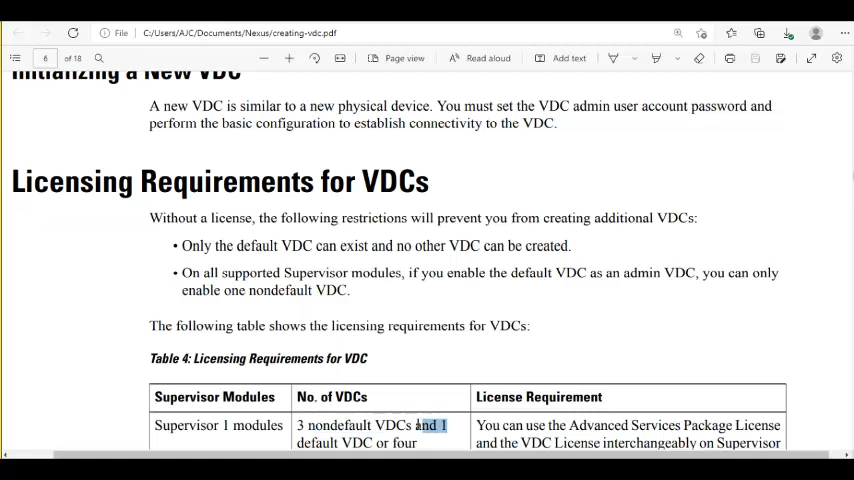 File
C:/Users/AJC/Documents/Nexus/creating-vdc.pdf
6 of 18
Page view
Read aloud
Add text
Initializing a New VDC
A new VDC is similar to a new physical device. You must set the VDC admin user account password and
perform the basic configuration to establish connectivity to the VDC.
Licensing Requirements for VDCs
Without a license, the following restrictions will prevent you from creating additional VDCs:
• Only the default VDC can exist and no other VDC can be created.
• On all supported Supervisor modules, if you enable the default VDC as an admin VDC, you can only
enable one nondefault VDC.
The following table shows the licensing requirements for VDCs:
Table 4: Licensing Requirements for VDC
Supervisor Modules
No. of VDCs
License Requirement
Supervisor 1 modules
3 nondefault VDCs and 1
default VDC or four
You can use the Advanced Services Package License
and the VDC License interchangeably on Supervisor